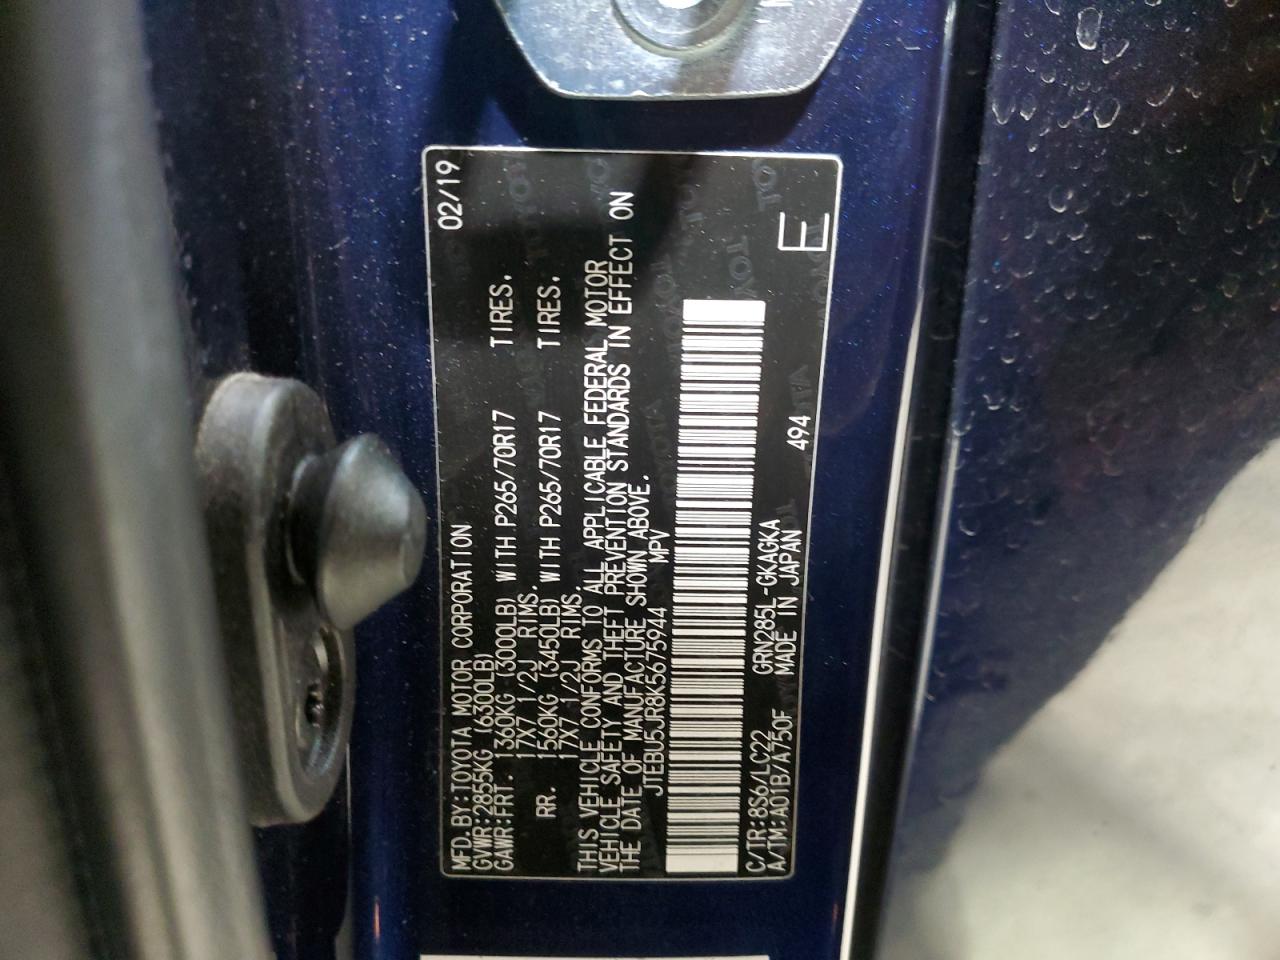 MFD.BY:TOYOTA MOTOR CORPORATION 02/19
GVWR:2855KG (6300LB)
GAWR:FRT. 1360KG (3000LB) WITH P265/70R17 TIRES.
17X7 1/2J RIMS.
RR. 1560KG (3450LB) WITH P265/70R17 TIRES.
17X7 1/2J RIMS.
THIS VEHICLE CONFORMS TO ALL APPLICABLE FEDERAL MOTOR
VEHICLE SAFETY AND THEFT PREVENTION STANDARDS IN EFFECT ON
THE DATE OF MANUFACTURE SHOWN ABOVE.
JTEBU5JR8K5675944 MPV
C/TR:8S6/LC22 GRN285L-GKAGKA
A/TM:A01B/A750F MADE IN JAPAN 494
E